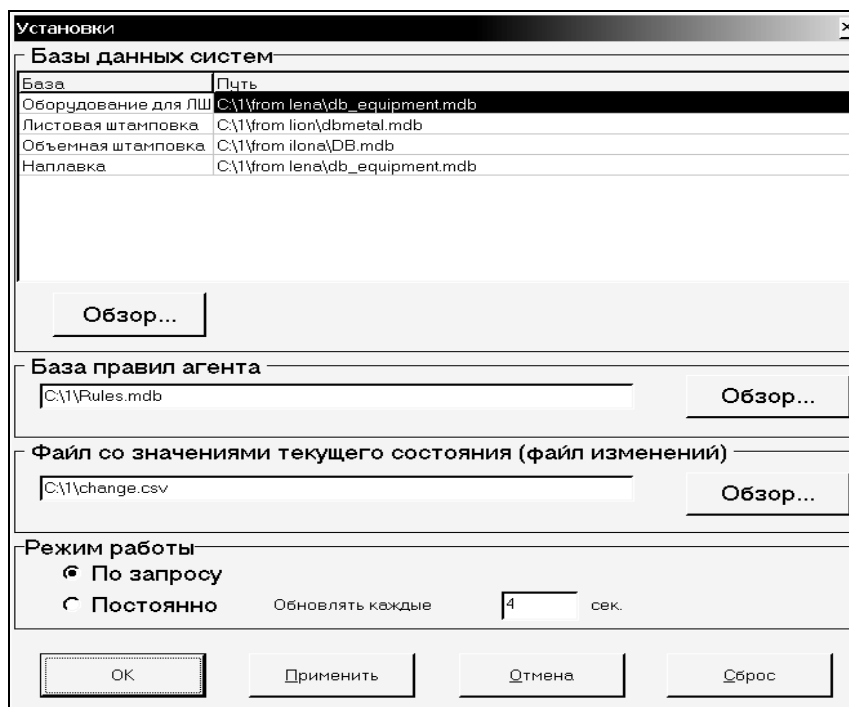 Установки
Базы данных систем
База Путь
Оборудование для ЛШ C:\1\from lena\db_equipment.mdb
Листовая штамповка C:\1\from lion\dbmetal.mdb
Объемная штамповка C:\1\from ilona\DB.mdb
Наплавка C:\1\from lena\db_equipment.mdb
Обзор...
База правил агента
C:\1\Rules.mdb Обзор...
Файл со значениями текущего состояния (файл изменений)
C:\1\change.csv Обзор...
Режим работы
По запросу
Постоянно Обновлять каждые 4 сек.
OK Применить Отмена Сброс